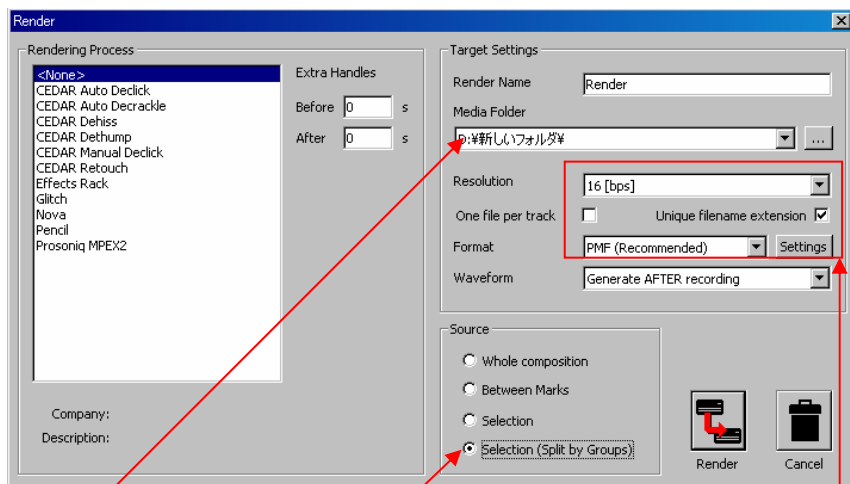 Render
Rendering Process
<None>
CEDAR Auto Declick
CEDAR Auto Decrackle
CEDAR Dehiss
CEDAR Dethump
CEDAR Manual Declick
CEDAR Retouch
Effects Rack
Glitch
Nova
Pencil
Prosoniq MPEX2
Extra Handles
Before 0 s
After 0 s
Company:
Description:
Target Settings
Render Name Render
Media Folder
D:¥新しいフォルダ¥ ...
Resolution 16 [bps]
One file per track Unique filename extension
Format PMF (Recommended) Settings
Waveform Generate AFTER recording
Source
Whole composition
Between Marks
Selection
Selection (Split by Groups)
Render Cancel